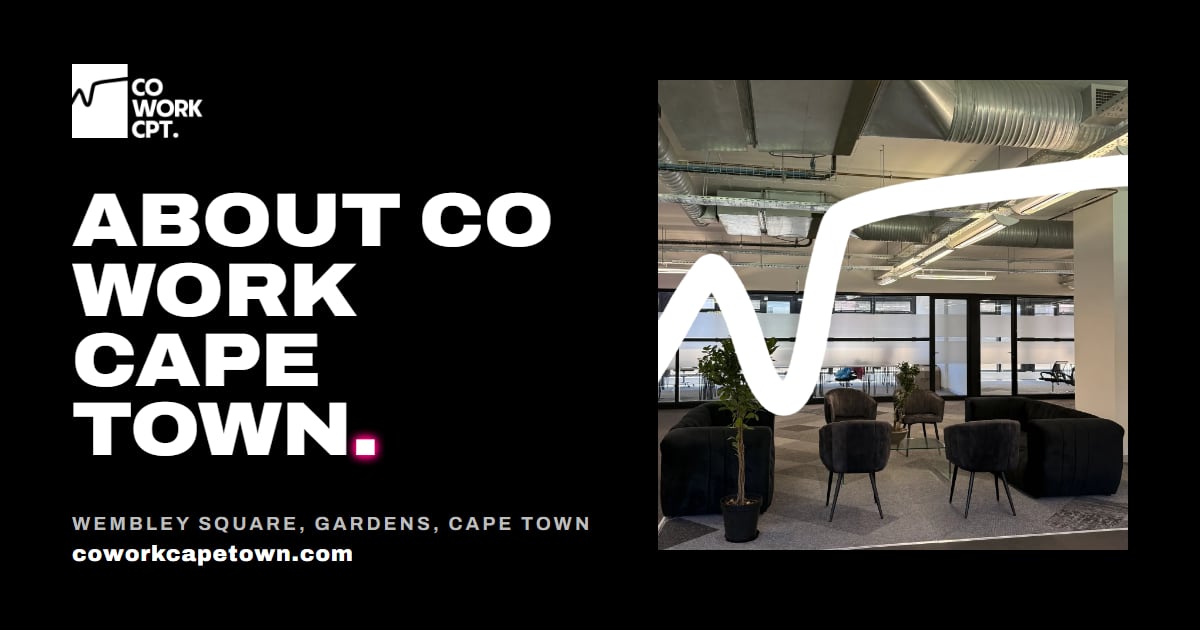 CO
WORK
CPT.
ABOUT CO
WORK
CAPE
TOWN.
WEMBLEY SQUARE, GARDENS, CAPE TOWN
coworkcapetown.com